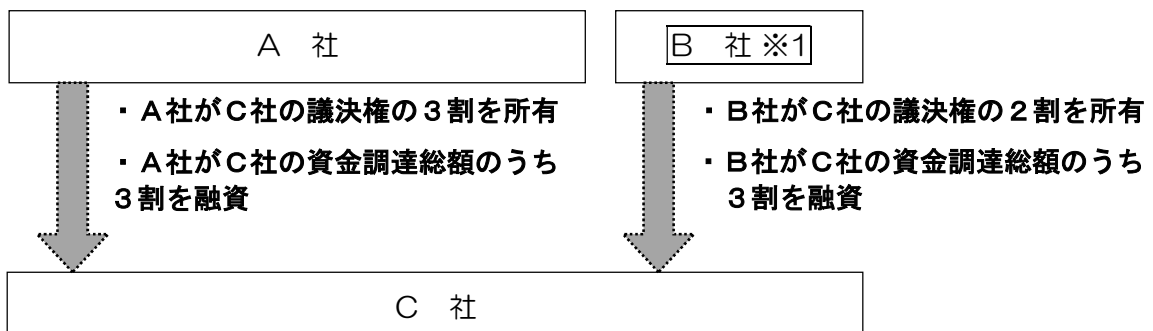 A 社
B 社 ※1
・A社がC社の議決権の3割を所有
・A社がC社の資金調達総額のうち
3割を融資
・B社がC社の議決権の2割を所有
・B社がC社の資金調達総額のうち
3割を融資
C 社